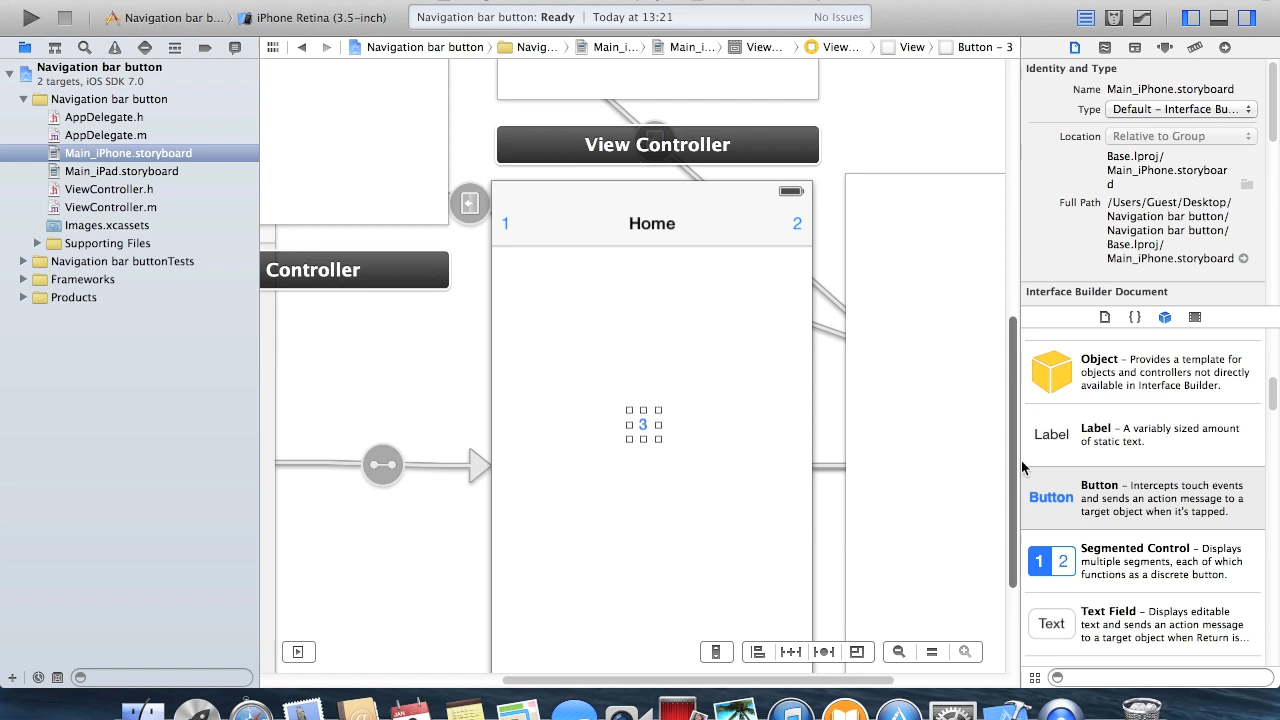 Navigation bar b...
iPhone Retina (3.5-inch)
Navigation bar button: Ready
Today at 13:21
No Issues
Navigation bar button
2 targets, iOS SDK 7.0
Navigation bar button
AppDelegate.h
AppDelegate.m
Main_iPhone.storyboard
Main_iPad.storyboard
ViewController.h
ViewController.m
Images.xcassets
Supporting Files
Navigation bar buttonTests
Frameworks
Products
Navigation bar button
Navig...
Main_i...
Main_i...
View...
View...
View
Button – 3
View Controller
1
Home
2
Controller
3
Identity and Type
Name
Main_iPhone.storyboard
Type
Default – Interface Bu...
Location
Relative to Group
Base.lproj/
Main_iPhone.storyboar
d
Full Path
/Users/Guest/Desktop/
Navigation bar button/
Navigation bar button/
Base.lproj/
Main_iPhone.storyboard
Interface Builder Document
Object – Provides a template for
objects and controllers not directly
available in Interface Builder.
Label
Label – A variably sized amount
of static text.
Button
Button – Intercepts touch events
and sends an action message to a
target object when it's tapped.
1 2
Segmented Control – Displays
multiple segments, each of which
functions as a discrete button.
Text
Text Field – Displays editable
text and sends an action message
to a target object when Return is...
JAN